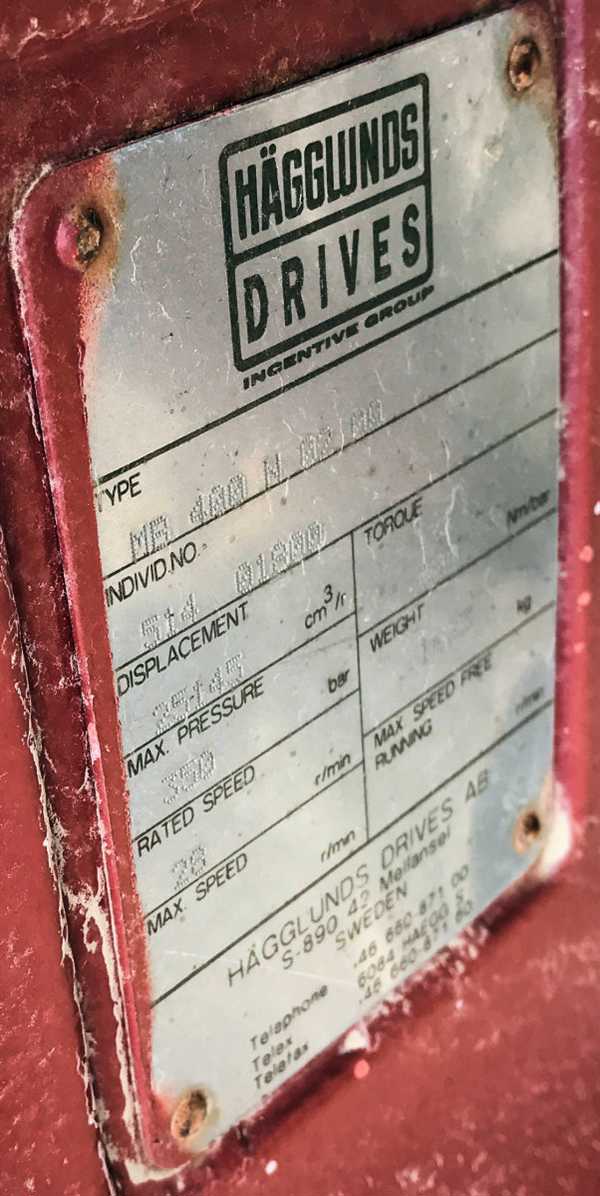 HÄGGLUNDS
DRIVES
INCENTIVE GROUP
TYPE
MB 400 N 02 00
INDIVID.NO.
514 01800
TORQUE Nm/bar
DISPLACEMENT cm³/r
25145
WEIGHT kg
MAX. PRESSURE bar
350
RATED SPEED r/min
28
MAX SPEED FREE
RUNNING r/min
MAX. SPEED r/min
HÄGGLUNDS DRIVES AB
S-890 42 Mellansel
SWEDEN
Telephone +46 660-871 00
Telex 6084 HAEGG S
Telefax +46 660-871 60